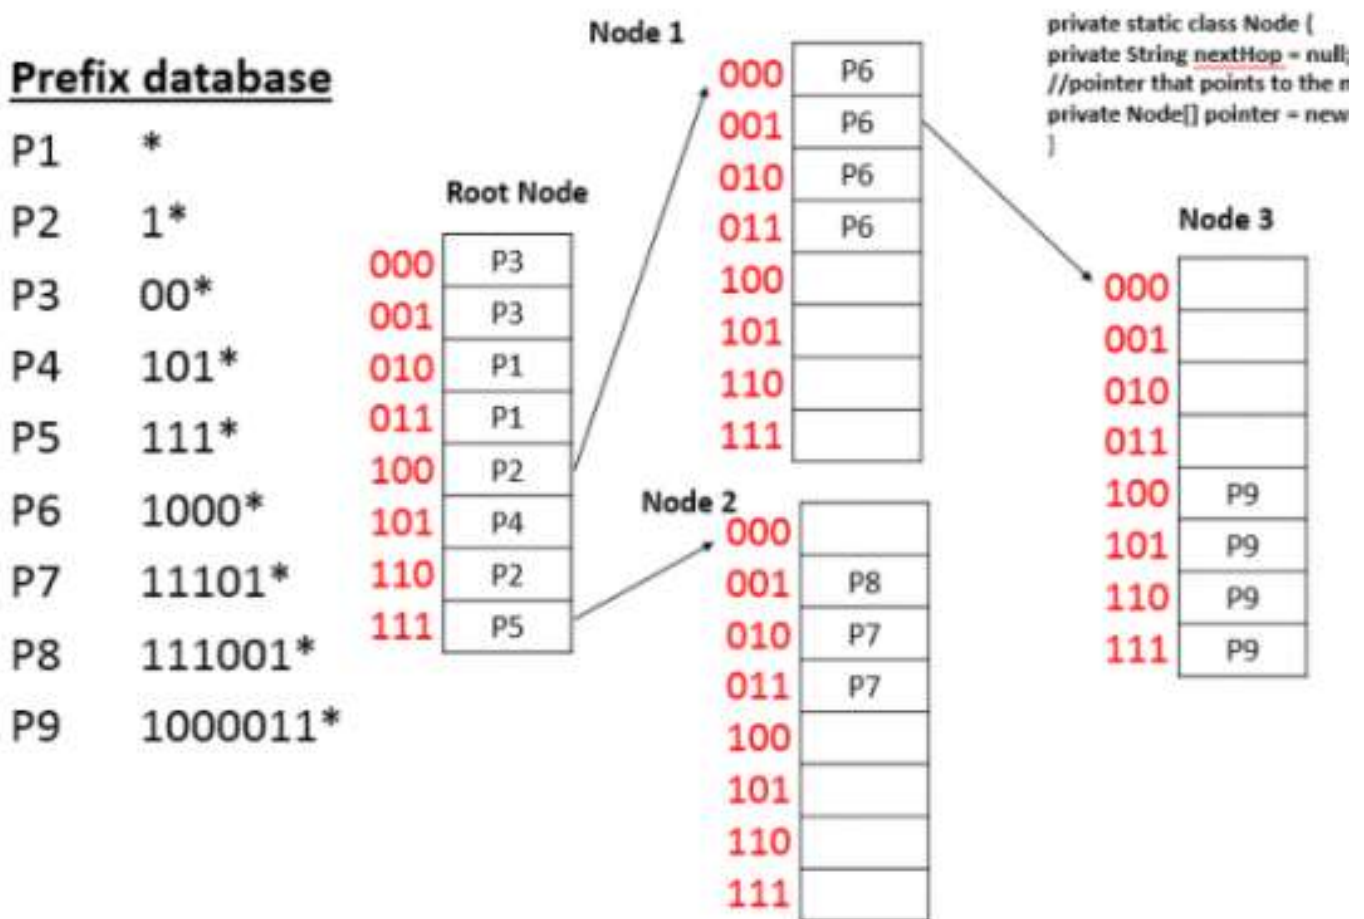 Prefix database
P1 *
P2 1*
P3 00*
P4 101*
P5 111*
P6 1000*
P7 11101*
P8 111001*
P9 1000011*
Root Node
000 P3
001 P3
010 P1
011 P1
100 P2
101 P4
110 P2
111 P5
Node 1
000 P6
001 P6
010 P6
011 P6
100
101
110
111
Node 2
000
001 P8
010 P7
011 P7
100
101
110
111
private static class Node {
private String nextHop = null;
//pointer that points to the
private Node[] pointer = new
}
Node 3
000
001
010
011
100 P9
101 P9
110 P9
111 P9